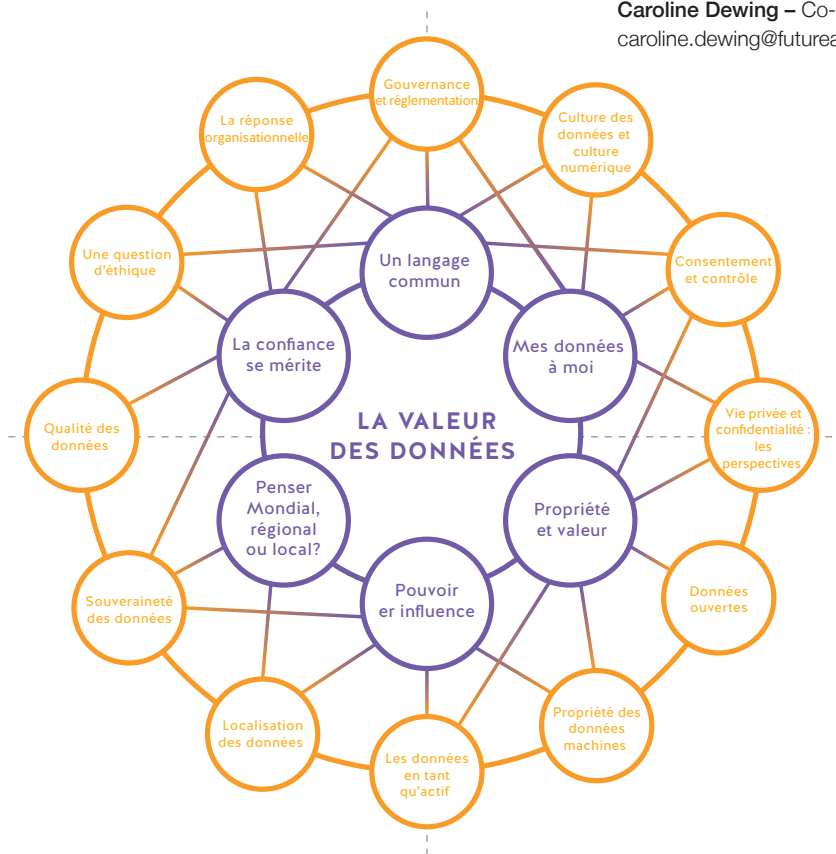 Caroline Dewing – Co-
caroline.dewing@futurea
Gouvernance
et réglementation
La réponse
organisationnelle
Culture des
données et
culture
numérique
Une question
d'éthique
Un langage
commun
Consentement
et contrôle
La confiance
se mérite
Mes données
à moi
Qualité des
données
LA VALEUR
DES DONNÉES
Vie privée et
confidentialité :
les
perspectives
Penser
Mondial,
régional
ou local?
Propriété
et valeur
Souveraineté
des données
Pouvoir
er influence
Données
ouvertes
Localisation
des données
Les données
en tant
qu'actif
Propriété des
données
machines